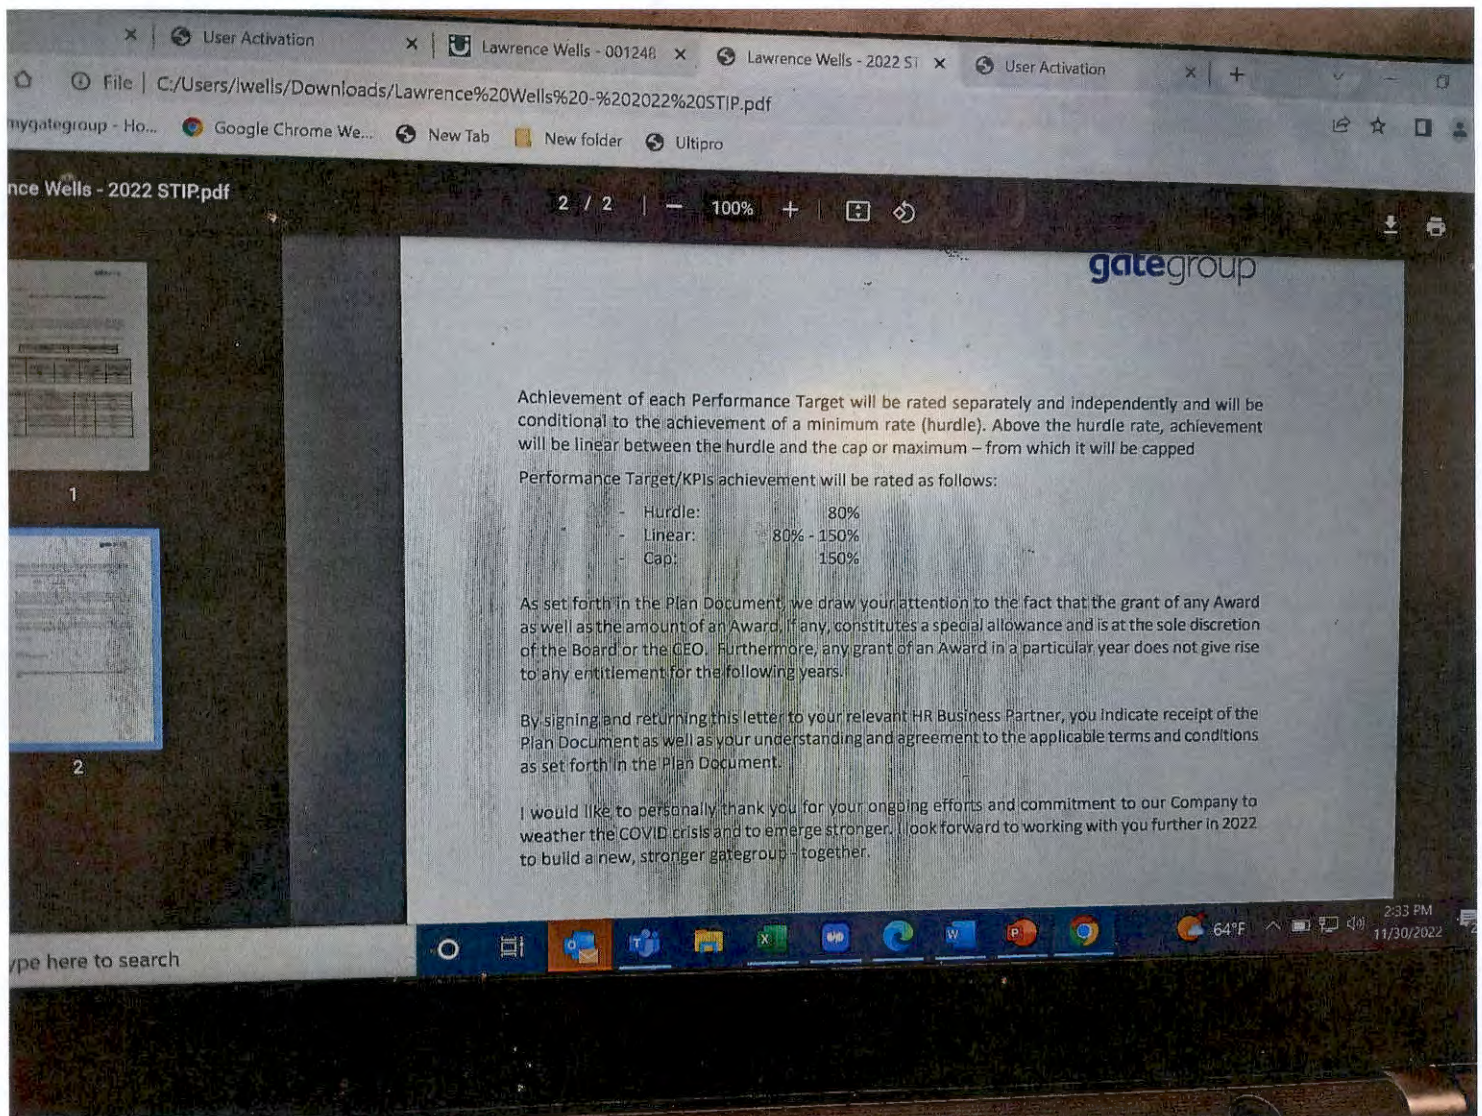 User Activation
Lawrence Wells - 001248
Lawrence Wells - 2022 ST
User Activation
File | C:/Users/lwells/Downloads/Lawrence%20Wells%20-%202022%20STIP.pdf
mygategroup - Ho...
Google Chrome We...
New Tab
New folder
Ultipro
nce Wells - 2022 STIP.pdf
2 / 2
100%
gategroup
Achievement of each Performance Target will be rated separately and independently and will be
conditional to the achievement of a minimum rate (hurdle). Above the hurdle rate, achievement
will be linear between the hurdle and the cap or maximum – from which it will be capped
Performance Target/KPIs achievement will be rated as follows:
- Hurdle: 80%
- Linear: 80% - 150%
- Cap: 150%
As set forth in the Plan Document, we draw your attention to the fact that the grant of any Award
as well as the amount of an Award, if any, constitutes a special allowance and is at the sole discretion
of the Board or the CEO. Furthermore, any grant of an Award in a particular year does not give rise
to any entitlement for the following years.
By signing and returning this letter to your relevant HR Business Partner, you indicate receipt of the
Plan Document as well as your understanding and agreement to the applicable terms and conditions
as set forth in the Plan Document.
I would like to personally thank you for your ongoing efforts and commitment to our Company to
weather the COVID crisis and to emerge stronger. I look forward to working with you further in 2022
to build a new, stronger gategroup - together.
1
2
ype here to search
64°F
2:33 PM
11/30/2022